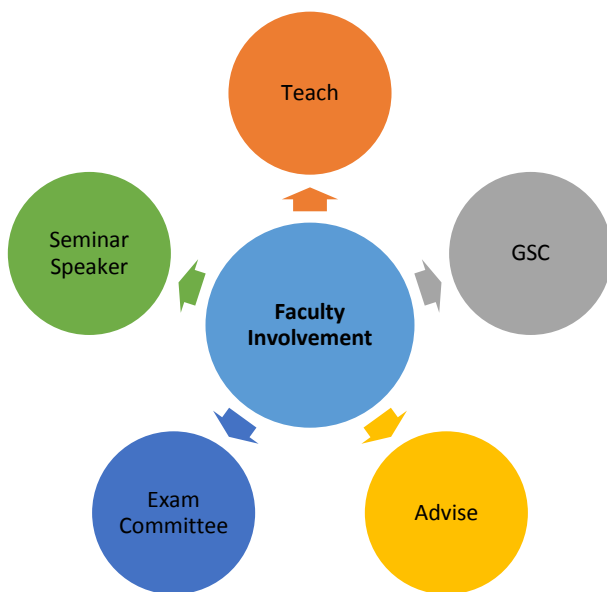 Teach
Seminar
Speaker
GSC
Faculty
Involvement
Exam
Committee
Advise